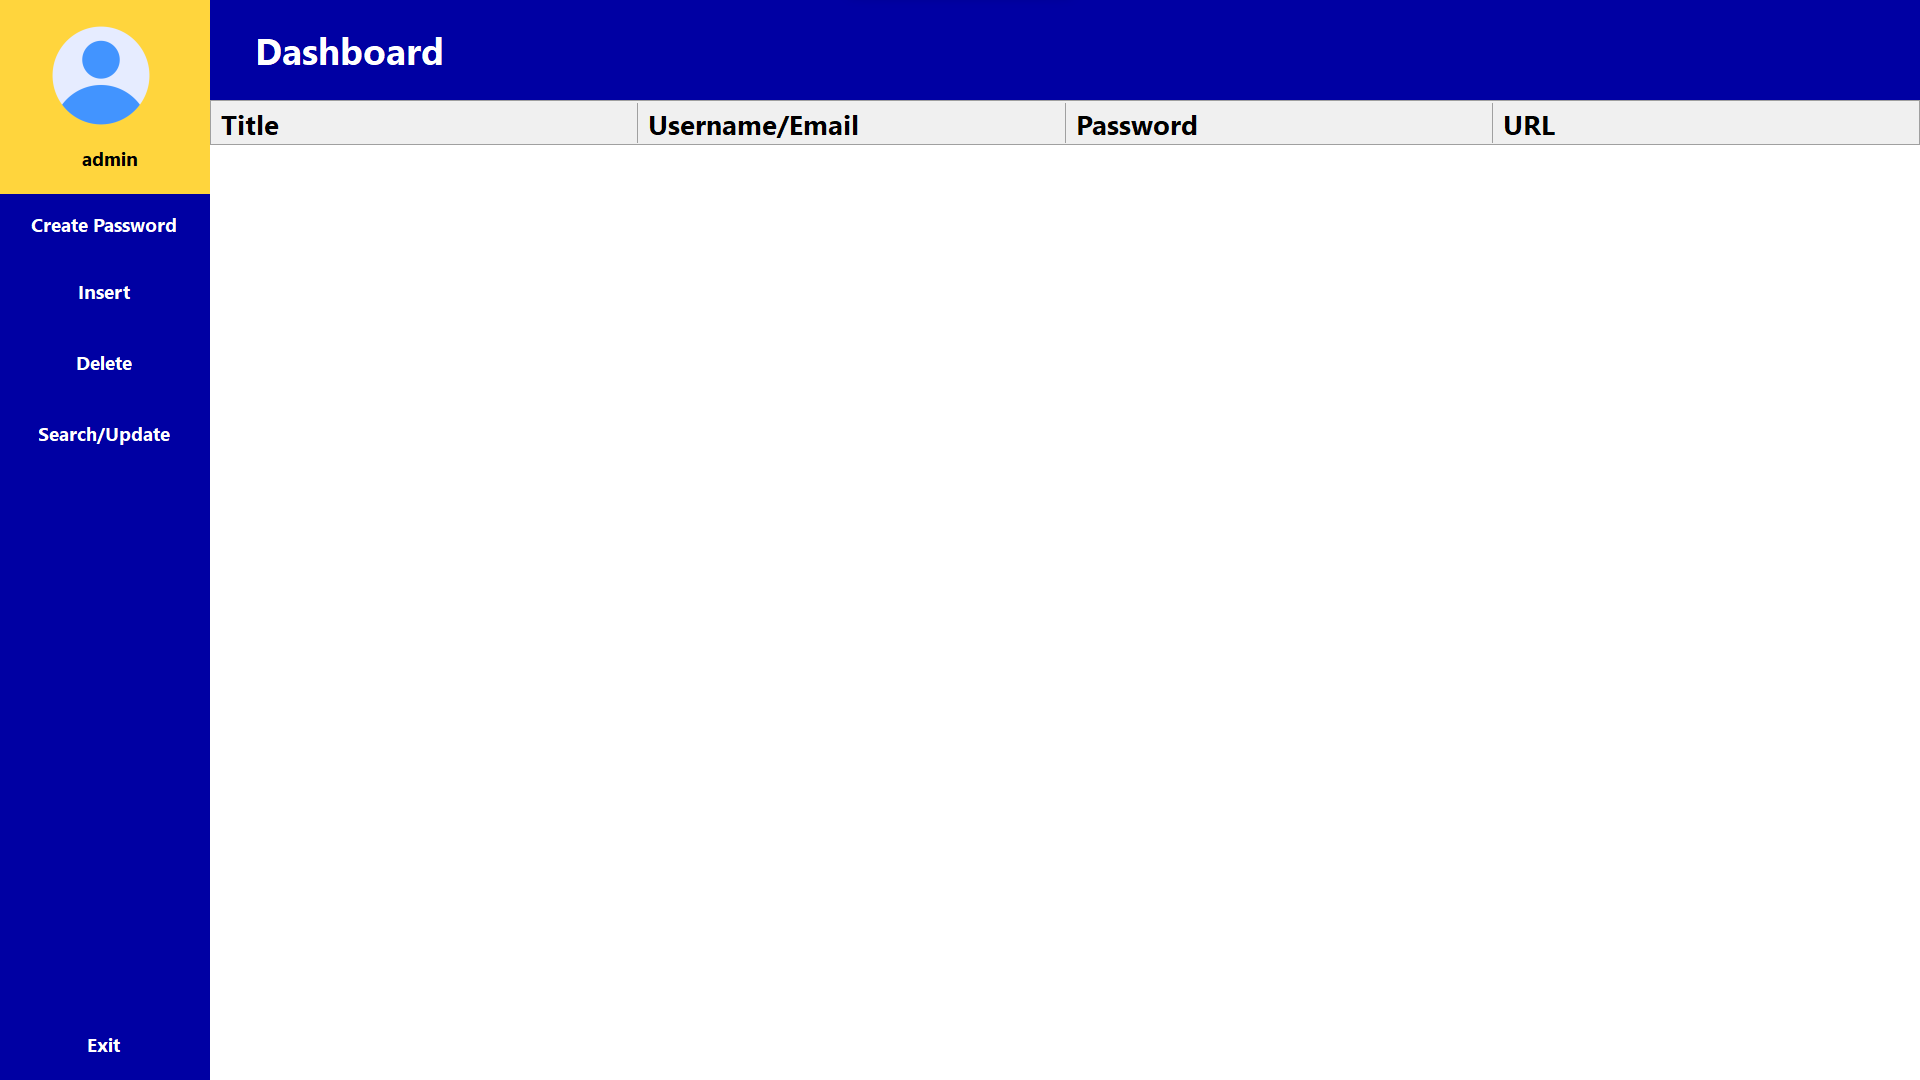 Dashboard
admin
Title Username/Email Password URL
Create Password
Insert
Delete
Search/Update
Exit